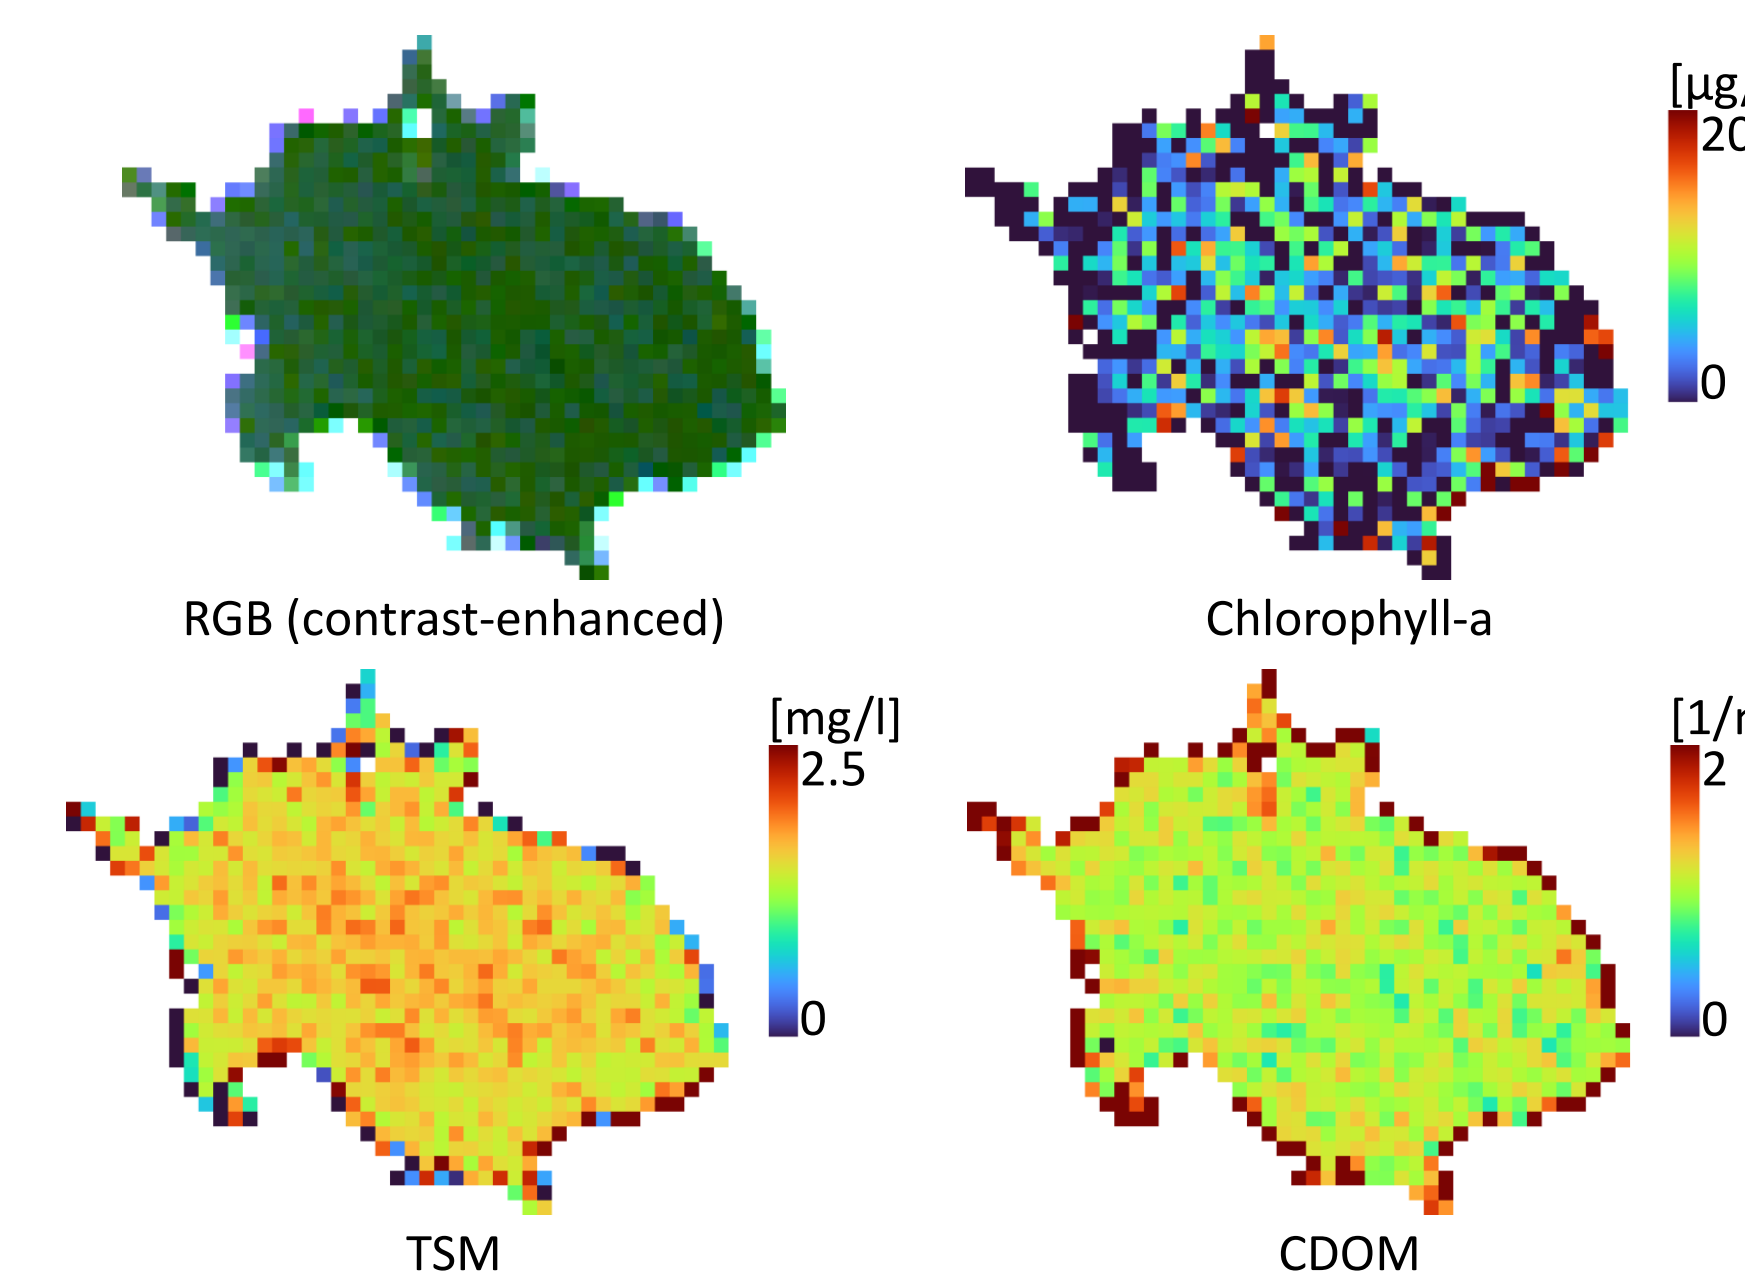 [µg/
20
0
RGB (contrast-enhanced)
Chlorophyll-a
[mg/l]
2.5
0
[1/
2
0
TSM
CDOM